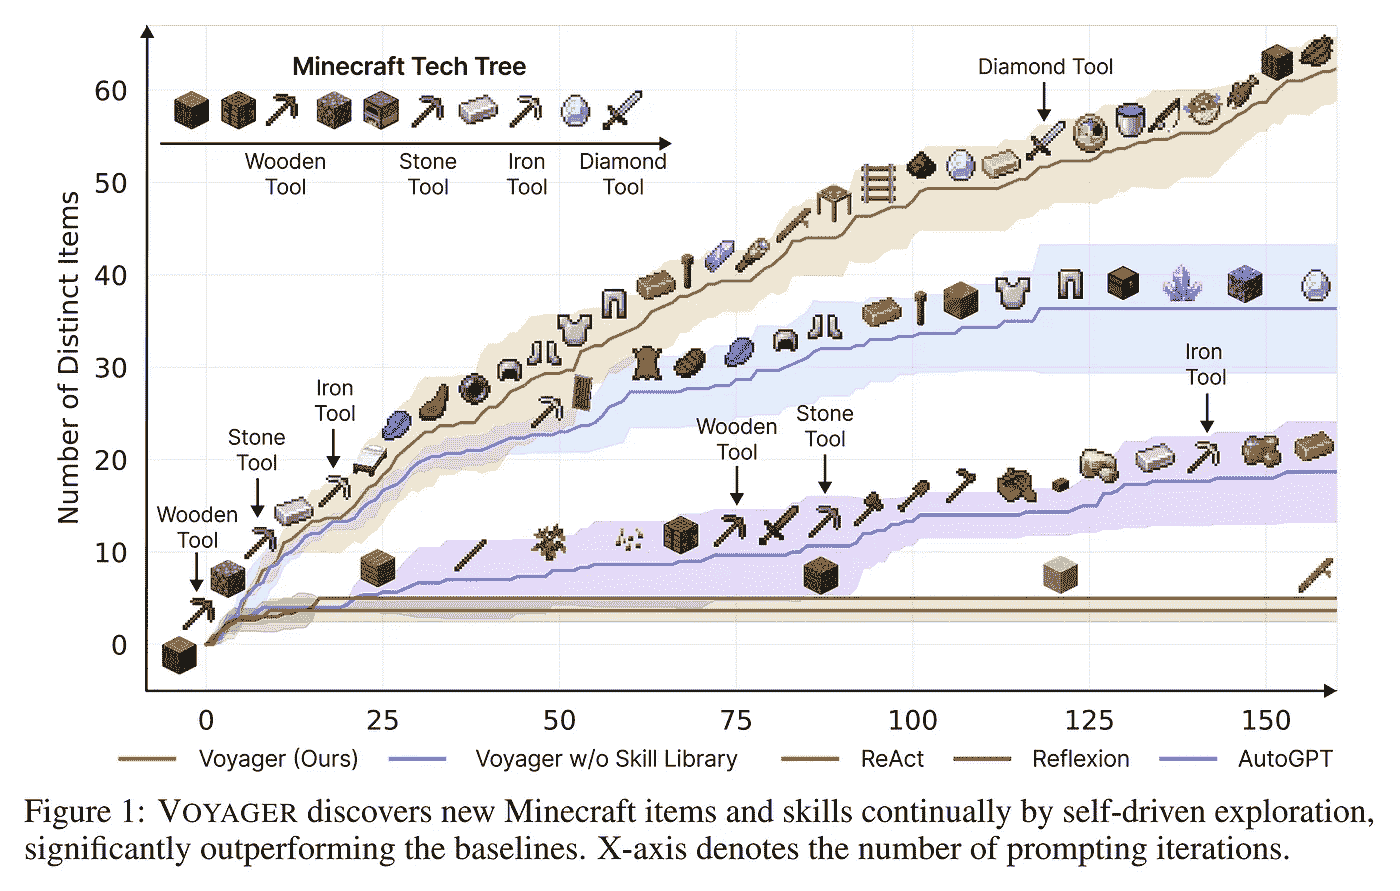 Minecraft Tech Tree
Wooden Tool
Stone Tool
Iron Tool
Diamond Tool
Number of Distinct Items
60
50
40
30
20
10
0
Diamond Tool
Iron
Tool
Stone
Tool
Wooden
Tool
Wooden
Tool
Stone
Tool
Iron
Tool
0 25 50 75 100 125 150
Voyager (Ours) Voyager w/o Skill Library ReAct Reflexion AutoGPT
Figure 1: VOYAGER discovers new Minecraft items and skills continually by self-driven exploration,
significantly outperforming the baselines. X-axis denotes the number of prompting iterations.